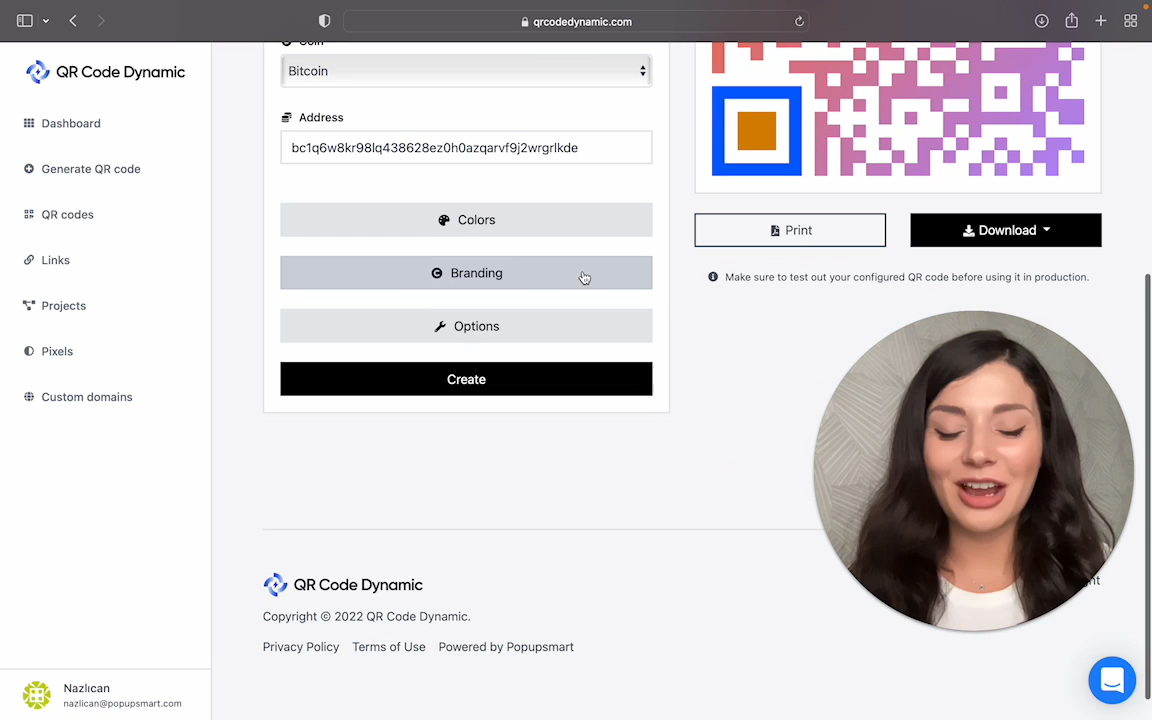 qrcodedynamic.com
QR Code Dynamic
Dashboard
Generate QR code
QR codes
Links
Projects
Pixels
Custom domains
Nazlıcan
nazlican@popupsmart.com
Coin
Bitcoin
Address
bc1q6w8kr98lq438628ez0h0azqarvf9j2wrgrlkde
Colors
Branding
Options
Create
Print
Download
Make sure to test out your configured QR code before using it in production.
QR Code Dynamic
Copyright © 2022 QR Code Dynamic.
Privacy Policy Terms of Use Powered by Popupsmart